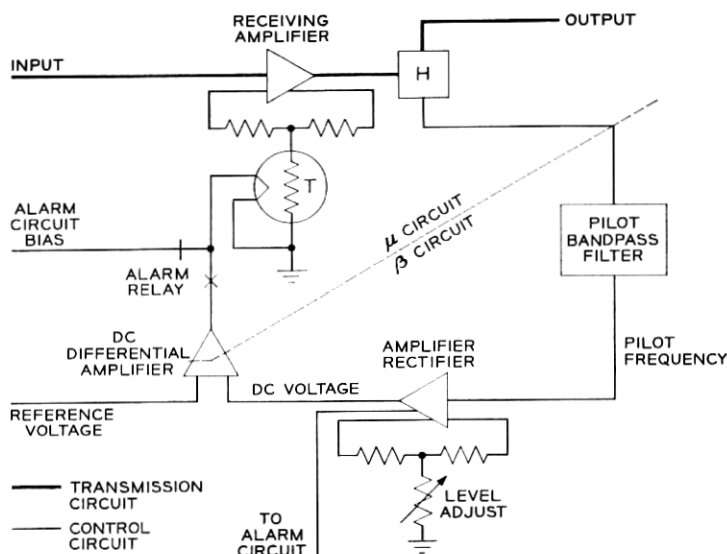 RECEIVING
AMPLIFIER
OUTPUT
INPUT
H
T
ALARM
CIRCUIT
BIAS
μ CIRCUIT
β CIRCUIT
PILOT
BANDPASS
FILTER
ALARM
RELAY
DC
DIFFERENTIAL
AMPLIFIER
AMPLIFIER
RECTIFIER
PILOT
FREQUENCY
DC VOLTAGE
REFERENCE
VOLTAGE
TRANSMISSION
CIRCUIT
CONTROL
CIRCUIT
TO
ALARM
CIRCUIT
LEVEL
ADJUST